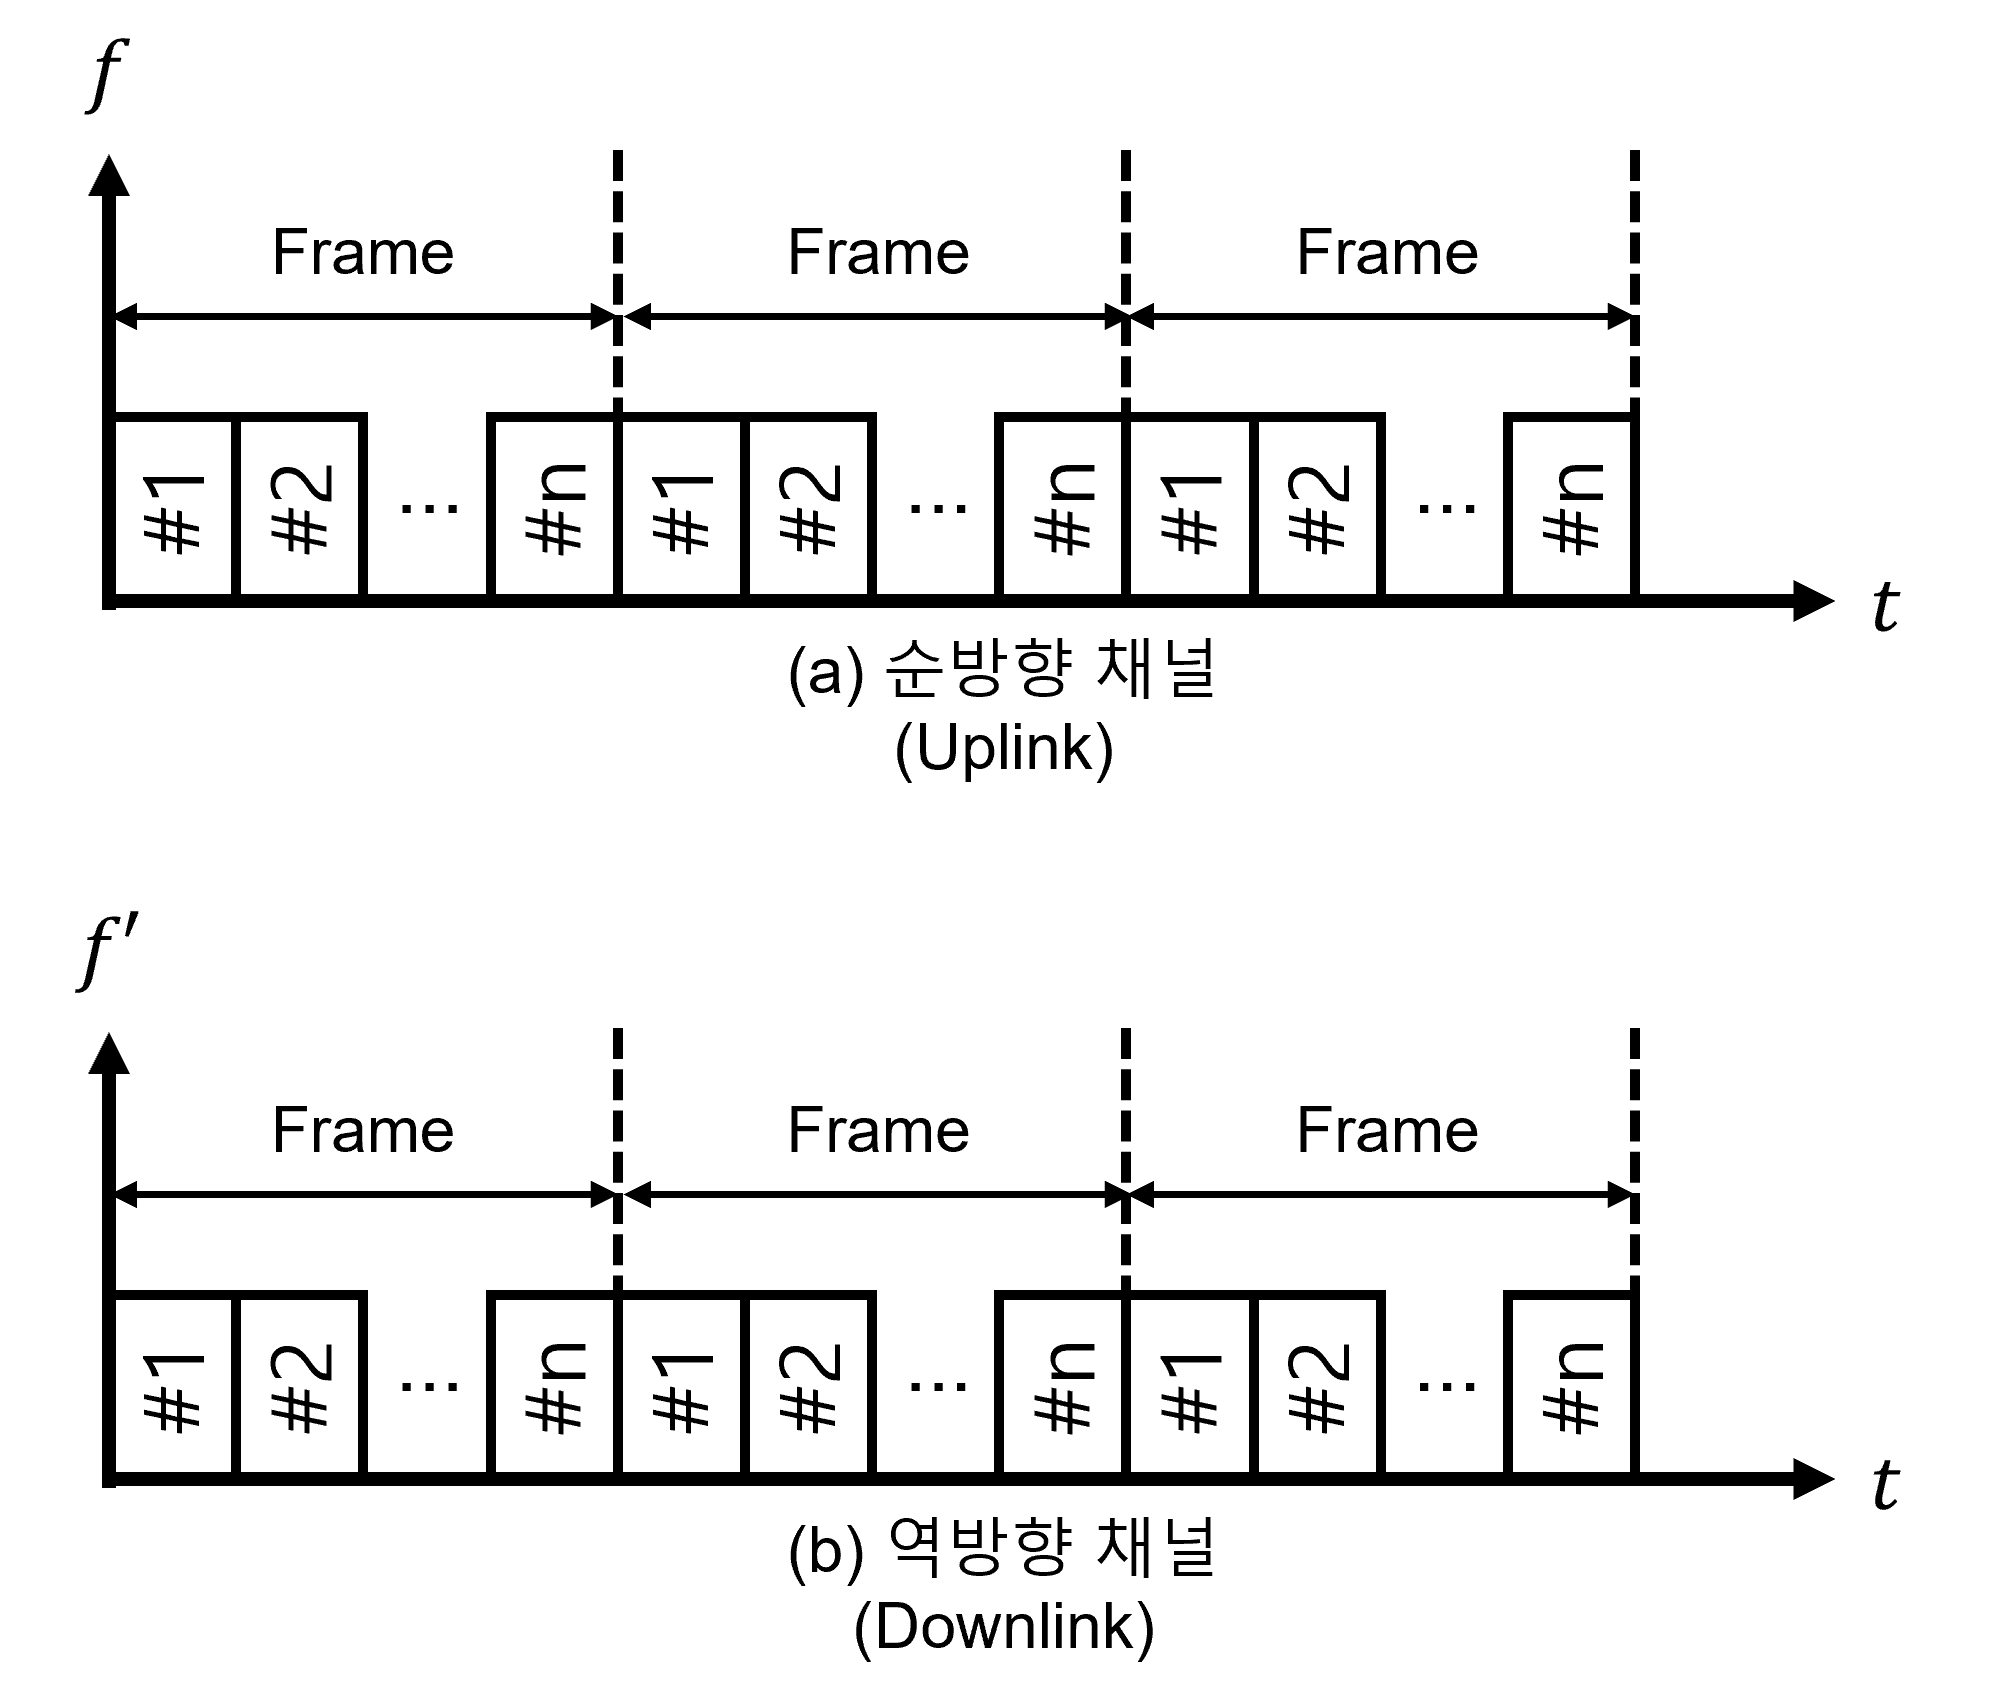 f
Frame Frame Frame
#1 #2 ... #n #1 #2 ... #n #1 #2 ... #n
t
(a) 순방향 채널
(Uplink)
f'
Frame Frame Frame
#1 #2 ... #n #1 #2 ... #n #1 #2 ... #n
t
(b) 역방향 채널
(Downlink)